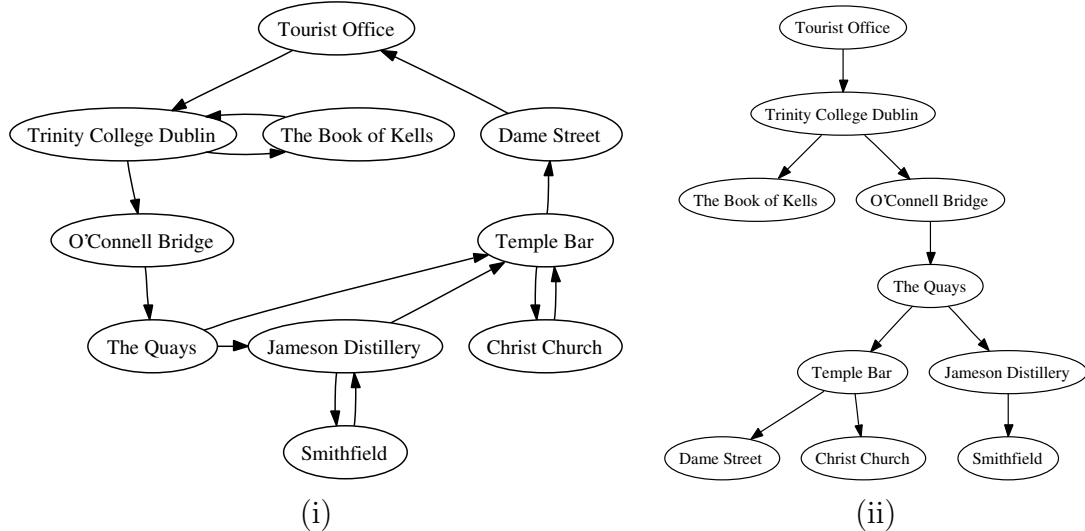 Tourist Office
Trinity College Dublin
The Book of Kells
Dame Street
O'Connell Bridge
Temple Bar
The Quays
Jameson Distillery
Christ Church
Smithfield
(i)
Tourist Office
Trinity College Dublin
The Book of Kells
O'Connell Bridge
The Quays
Temple Bar
Jameson Distillery
Dame Street
Christ Church
Smithfield
(ii)